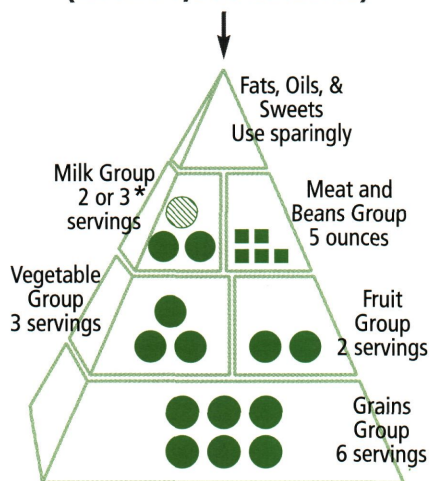 Fats, Oils, &
Sweets
Use sparingly
Milk Group
2 or 3*
servings
Meat and
Beans Group
5 ounces
Vegetable
Group
3 servings
Fruit
Group
2 servings
Grains
Group
6 servings